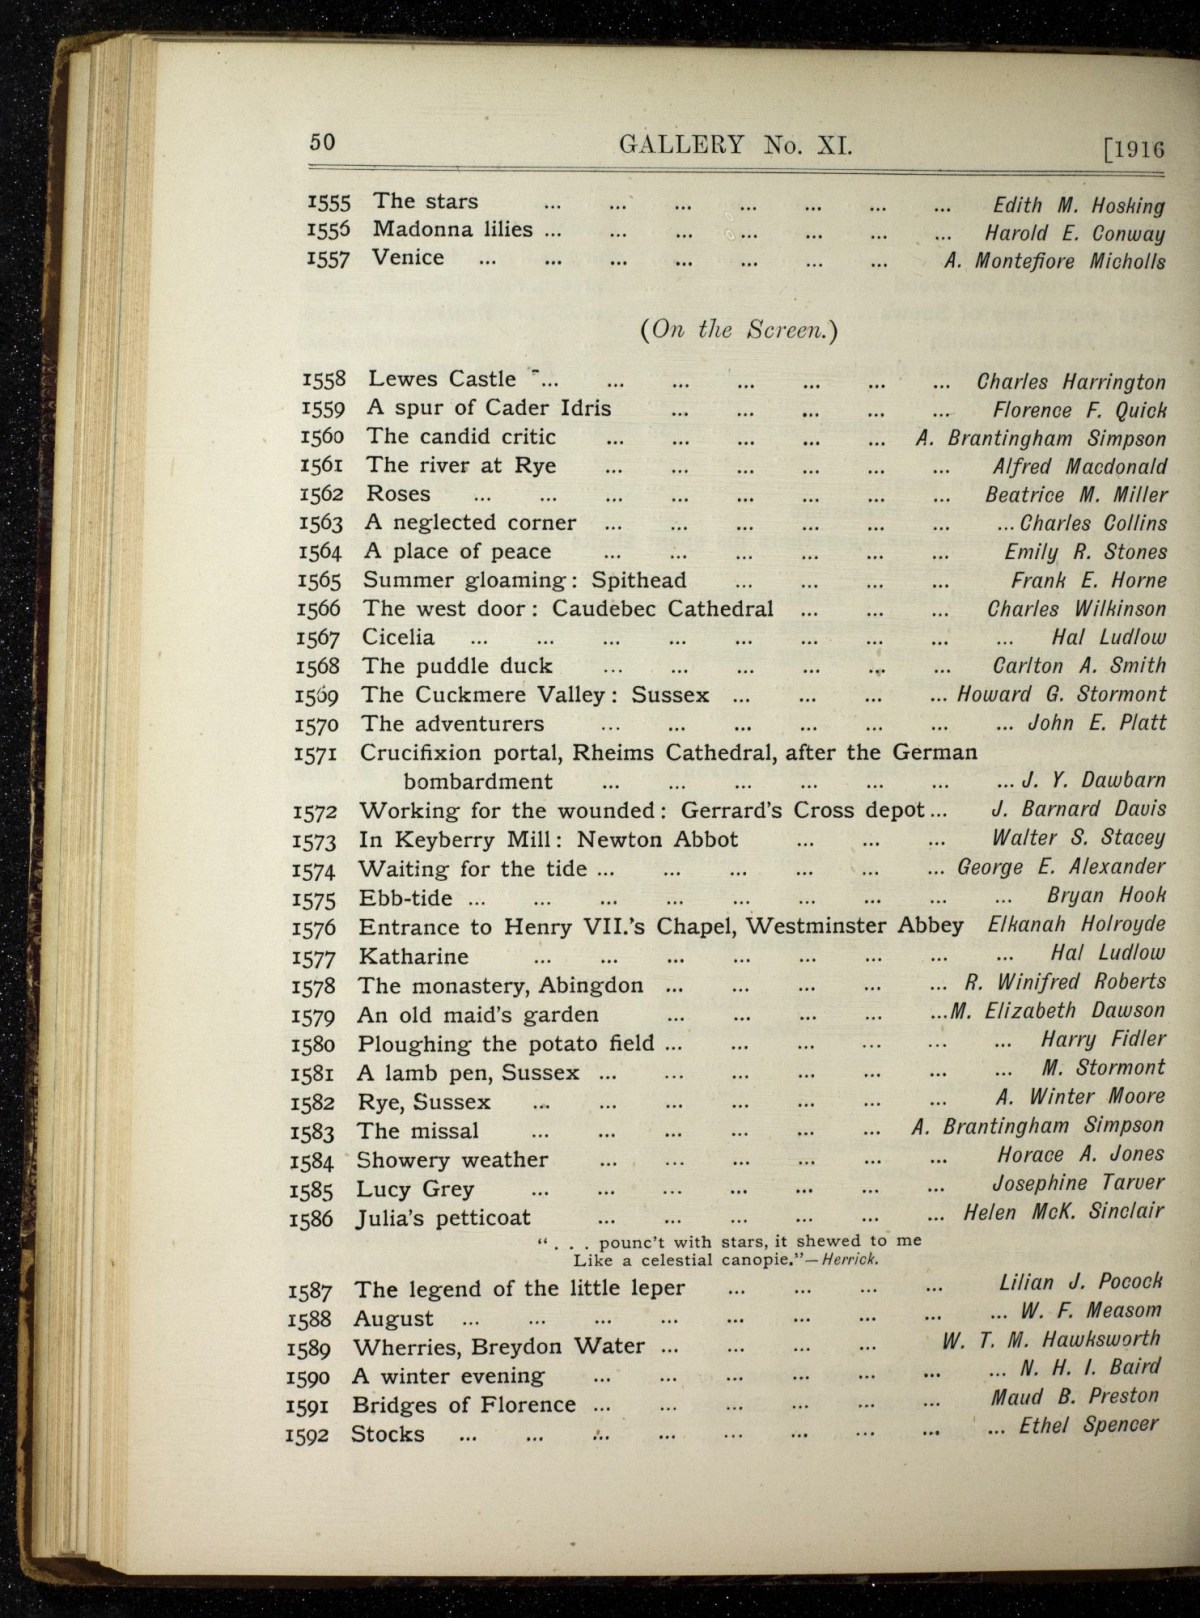 50 GALLERY No. XI. [1916
1555 The stars ... ... ... ... ... ... ... Edith M. Hosking
1556 Madonna lilies ... ... ... ... ... ... ... Harold E. Conway
1557 Venice ... ... ... ... ... ... ... A. Montefiore Micholls
(On the Screen.)
1558 Lewes Castle ... ... ... ... ... ... ... Charles Harrington
1559 A spur of Cader Idris ... ... ... ... ... Florence F. Quick
1560 The candid critic ... ... ... ... ... A. Brantingham Simpson
1561 The river at Rye ... ... ... ... ... ... Alfred Macdonald
1562 Roses ... ... ... ... ... ... ... ... Beatrice M. Miller
1563 A neglected corner ... ... ... ... ... ... ... Charles Collins
1564 A place of peace ... ... ... ... ... ... Emily R. Stones
1565 Summer gloaming: Spithead ... ... ... ... Frank E. Horne
1566 The west door: Caudebec Cathedral ... ... ... Charles Wilkinson
1567 Cicelia ... ... ... ... ... ... ... ... ... Hal Ludlow
1568 The puddle duck ... ... ... ... ... ... Carlton A. Smith
1569 The Cuckmere Valley: Sussex ... ... ... ... Howard G. Stormont
1570 The adventurers ... ... ... ... ... ... ... John E. Platt
1571 Crucifixion portal, Rheims Cathedral, after the German
bombardment ... ... ... ... ... ... ... J. Y. Dawbarn
1572 Working for the wounded: Gerrard's Cross depot ... J. Barnard Davis
1573 In Keyberry Mill: Newton Abbot ... ... ... Walter S. Stacey
1574 Waiting for the tide ... ... ... ... ... ... George E. Alexander
1575 Ebb-tide ... ... ... ... ... ... ... ... ... Bryan Hook
1576 Entrance to Henry VII.'s Chapel, Westminster Abbey Elkanah Holroyde
1577 Katharine ... ... ... ... ... ... ... ... Hal Ludlow
1578 The monastery, Abingdon ... ... ... ... ... R. Winifred Roberts
1579 An old maid's garden ... ... ... ... ... M. Elizabeth Dawson
1580 Ploughing the potato field ... ... ... ... ... ... Harry Fidler
1581 A lamb pen, Sussex ... ... ... ... ... ... ... M. Stormont
1582 Rye, Sussex ... ... ... ... ... ... ... A. Winter Moore
1583 The missal ... ... ... ... ... ... A. Brantingham Simpson
1584 Showery weather ... ... ... ... ... ... Horace A. Jones
1585 Lucy Grey ... ... ... ... ... ... ... Josephine Tarver
1586 Julia's petticoat ... ... ... ... ... ... Helen McK. Sinclair
". . . pounc't with stars, it shewed to me
Like a celestial canopie."—Herrick.
1587 The legend of the little leper ... ... ... ... Lilian J. Pocock
1588 August ... ... ... ... ... ... ... ... ... W. F. Measom
1589 Wherries, Breydon Water ... ... ... ... W. T. M. Hawksworth
1590 A winter evening ... ... ... ... ... ... ... N. H. I. Baird
1591 Bridges of Florence ... ... ... ... ... ... Maud B. Preston
1592 Stocks ... ... ... ... ... ... ... ... ... Ethel Spencer